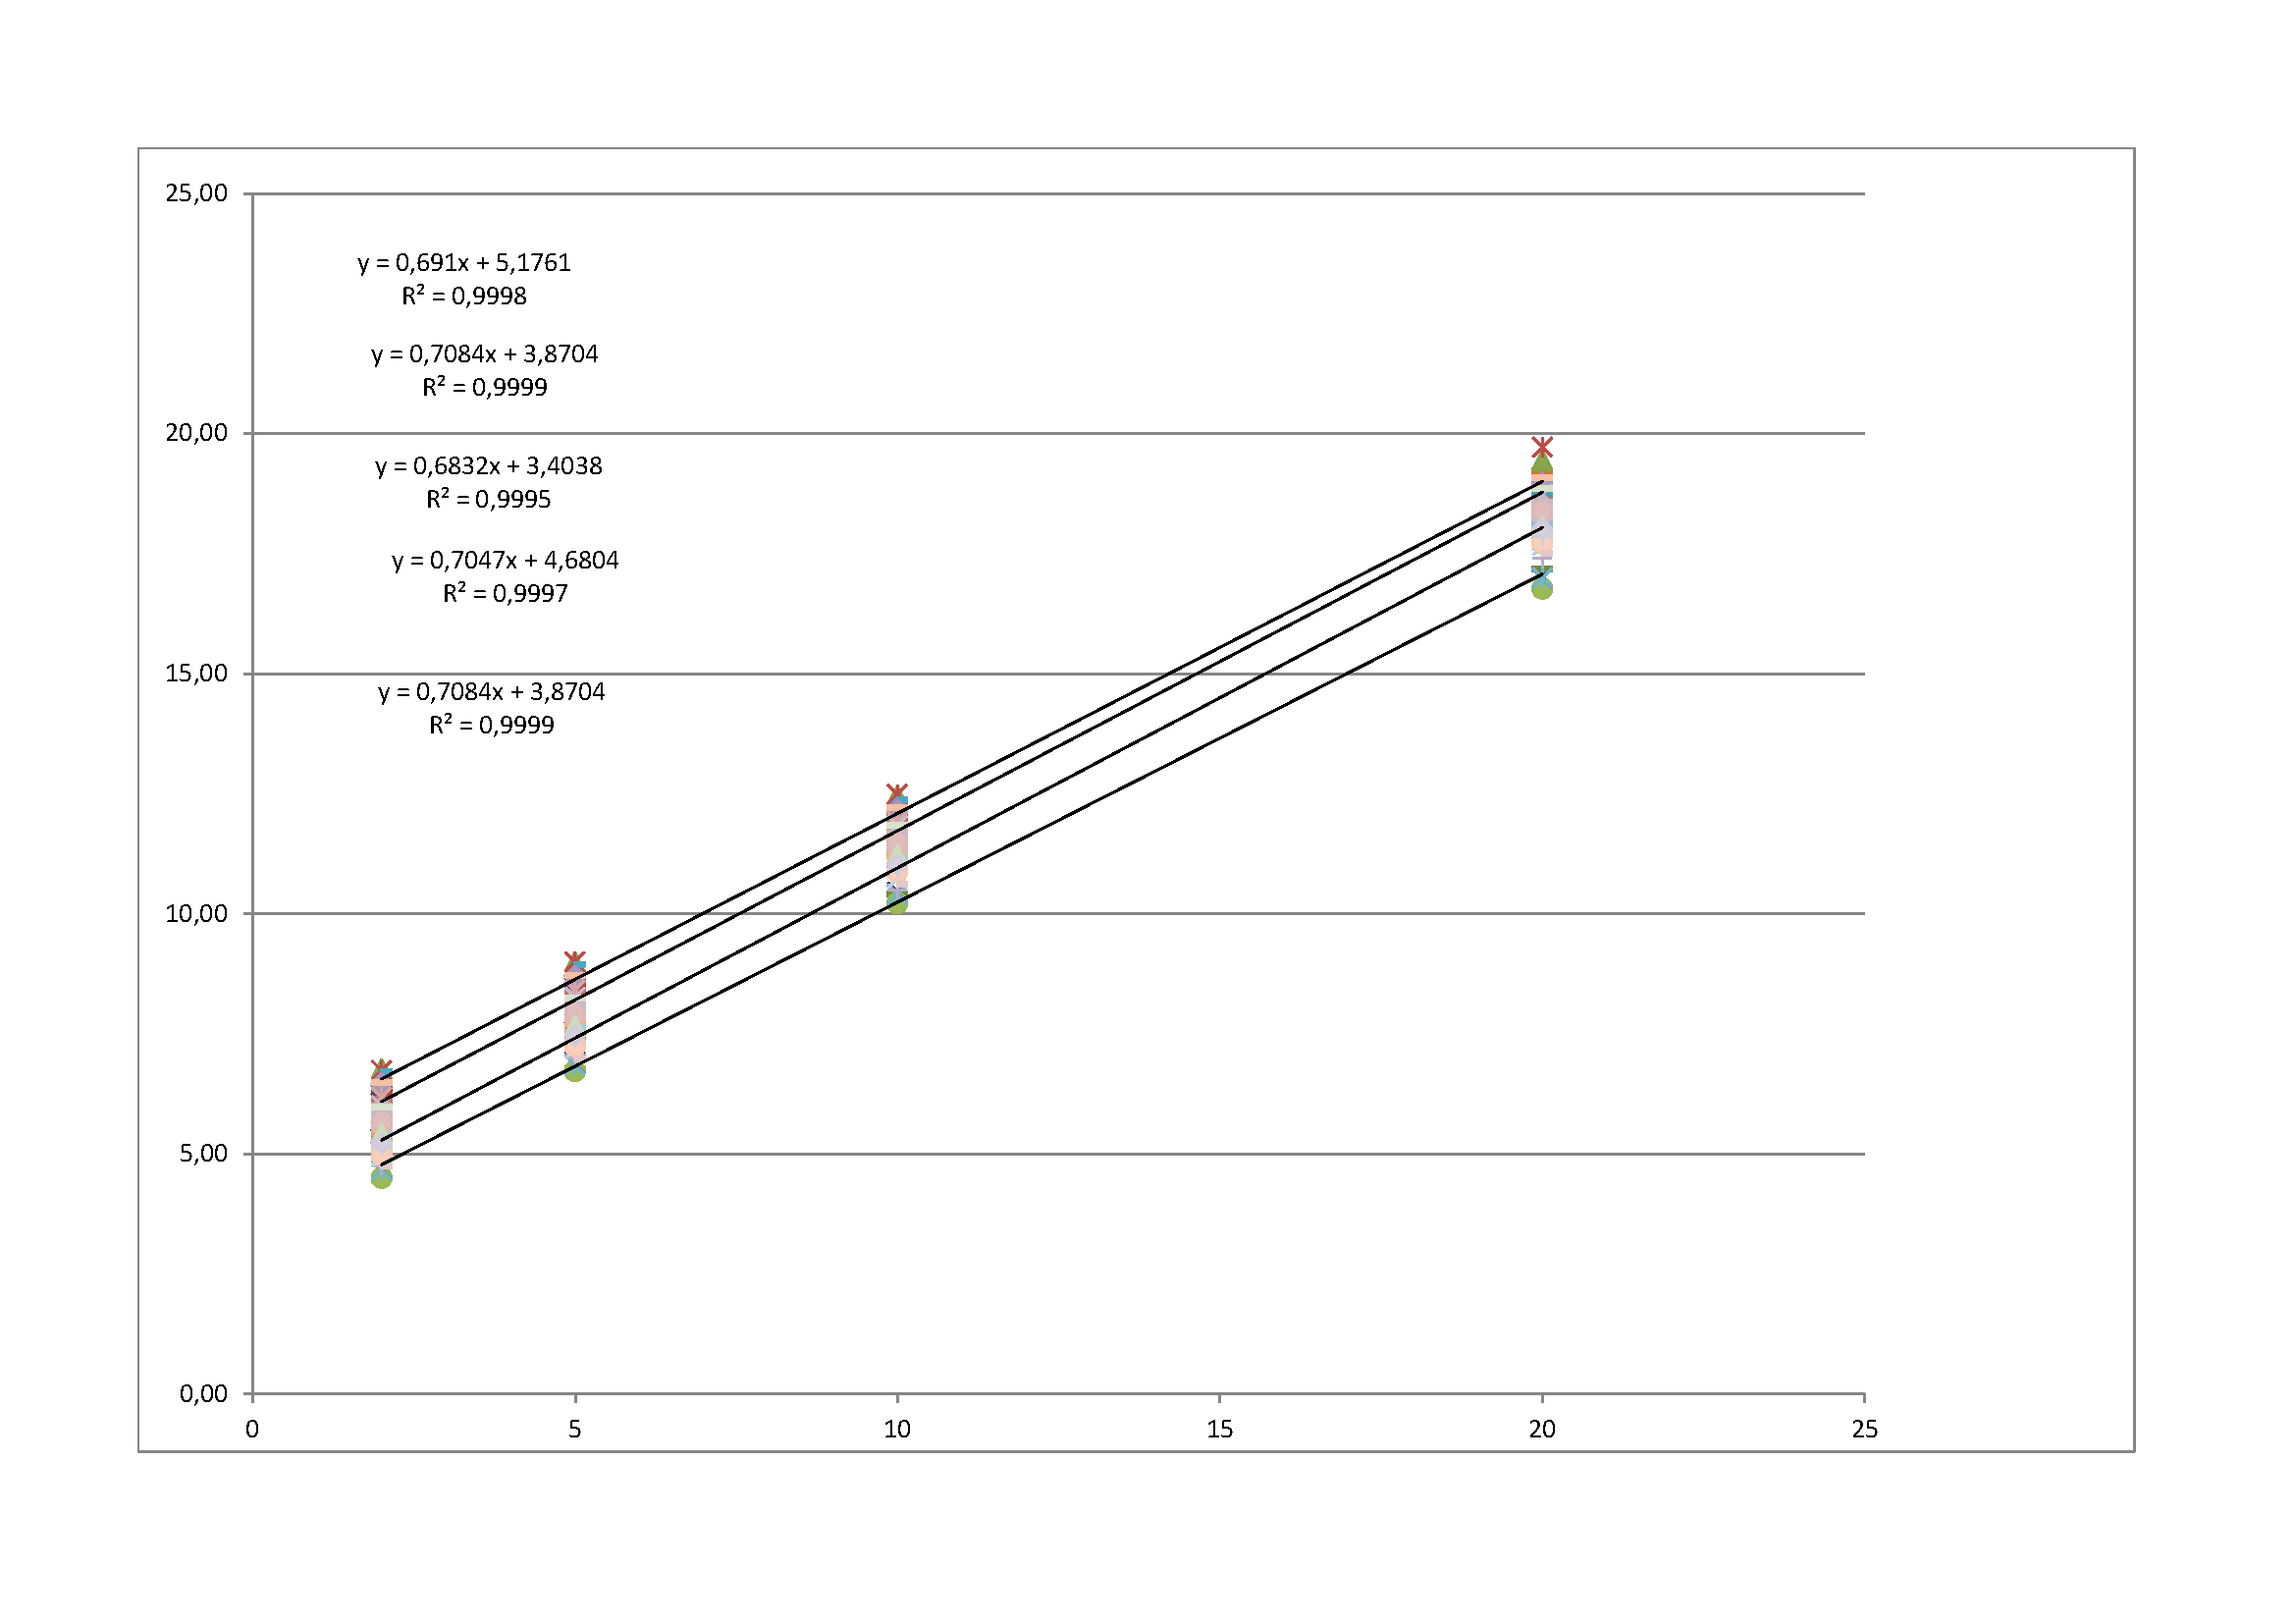 25,00
y = 0,691x + 5,1761
R² = 0,9998
y = 0,7084x + 3,8704
R² = 0,9999
20,00
y = 0,6832x + 3,4038
R² = 0,9995
y = 0,7047x + 4,6804
R² = 0,9997
15,00
y = 0,7084x + 3,8704
R² = 0,9999
10,00
5,00
0,00
0 5 10 15 20 25